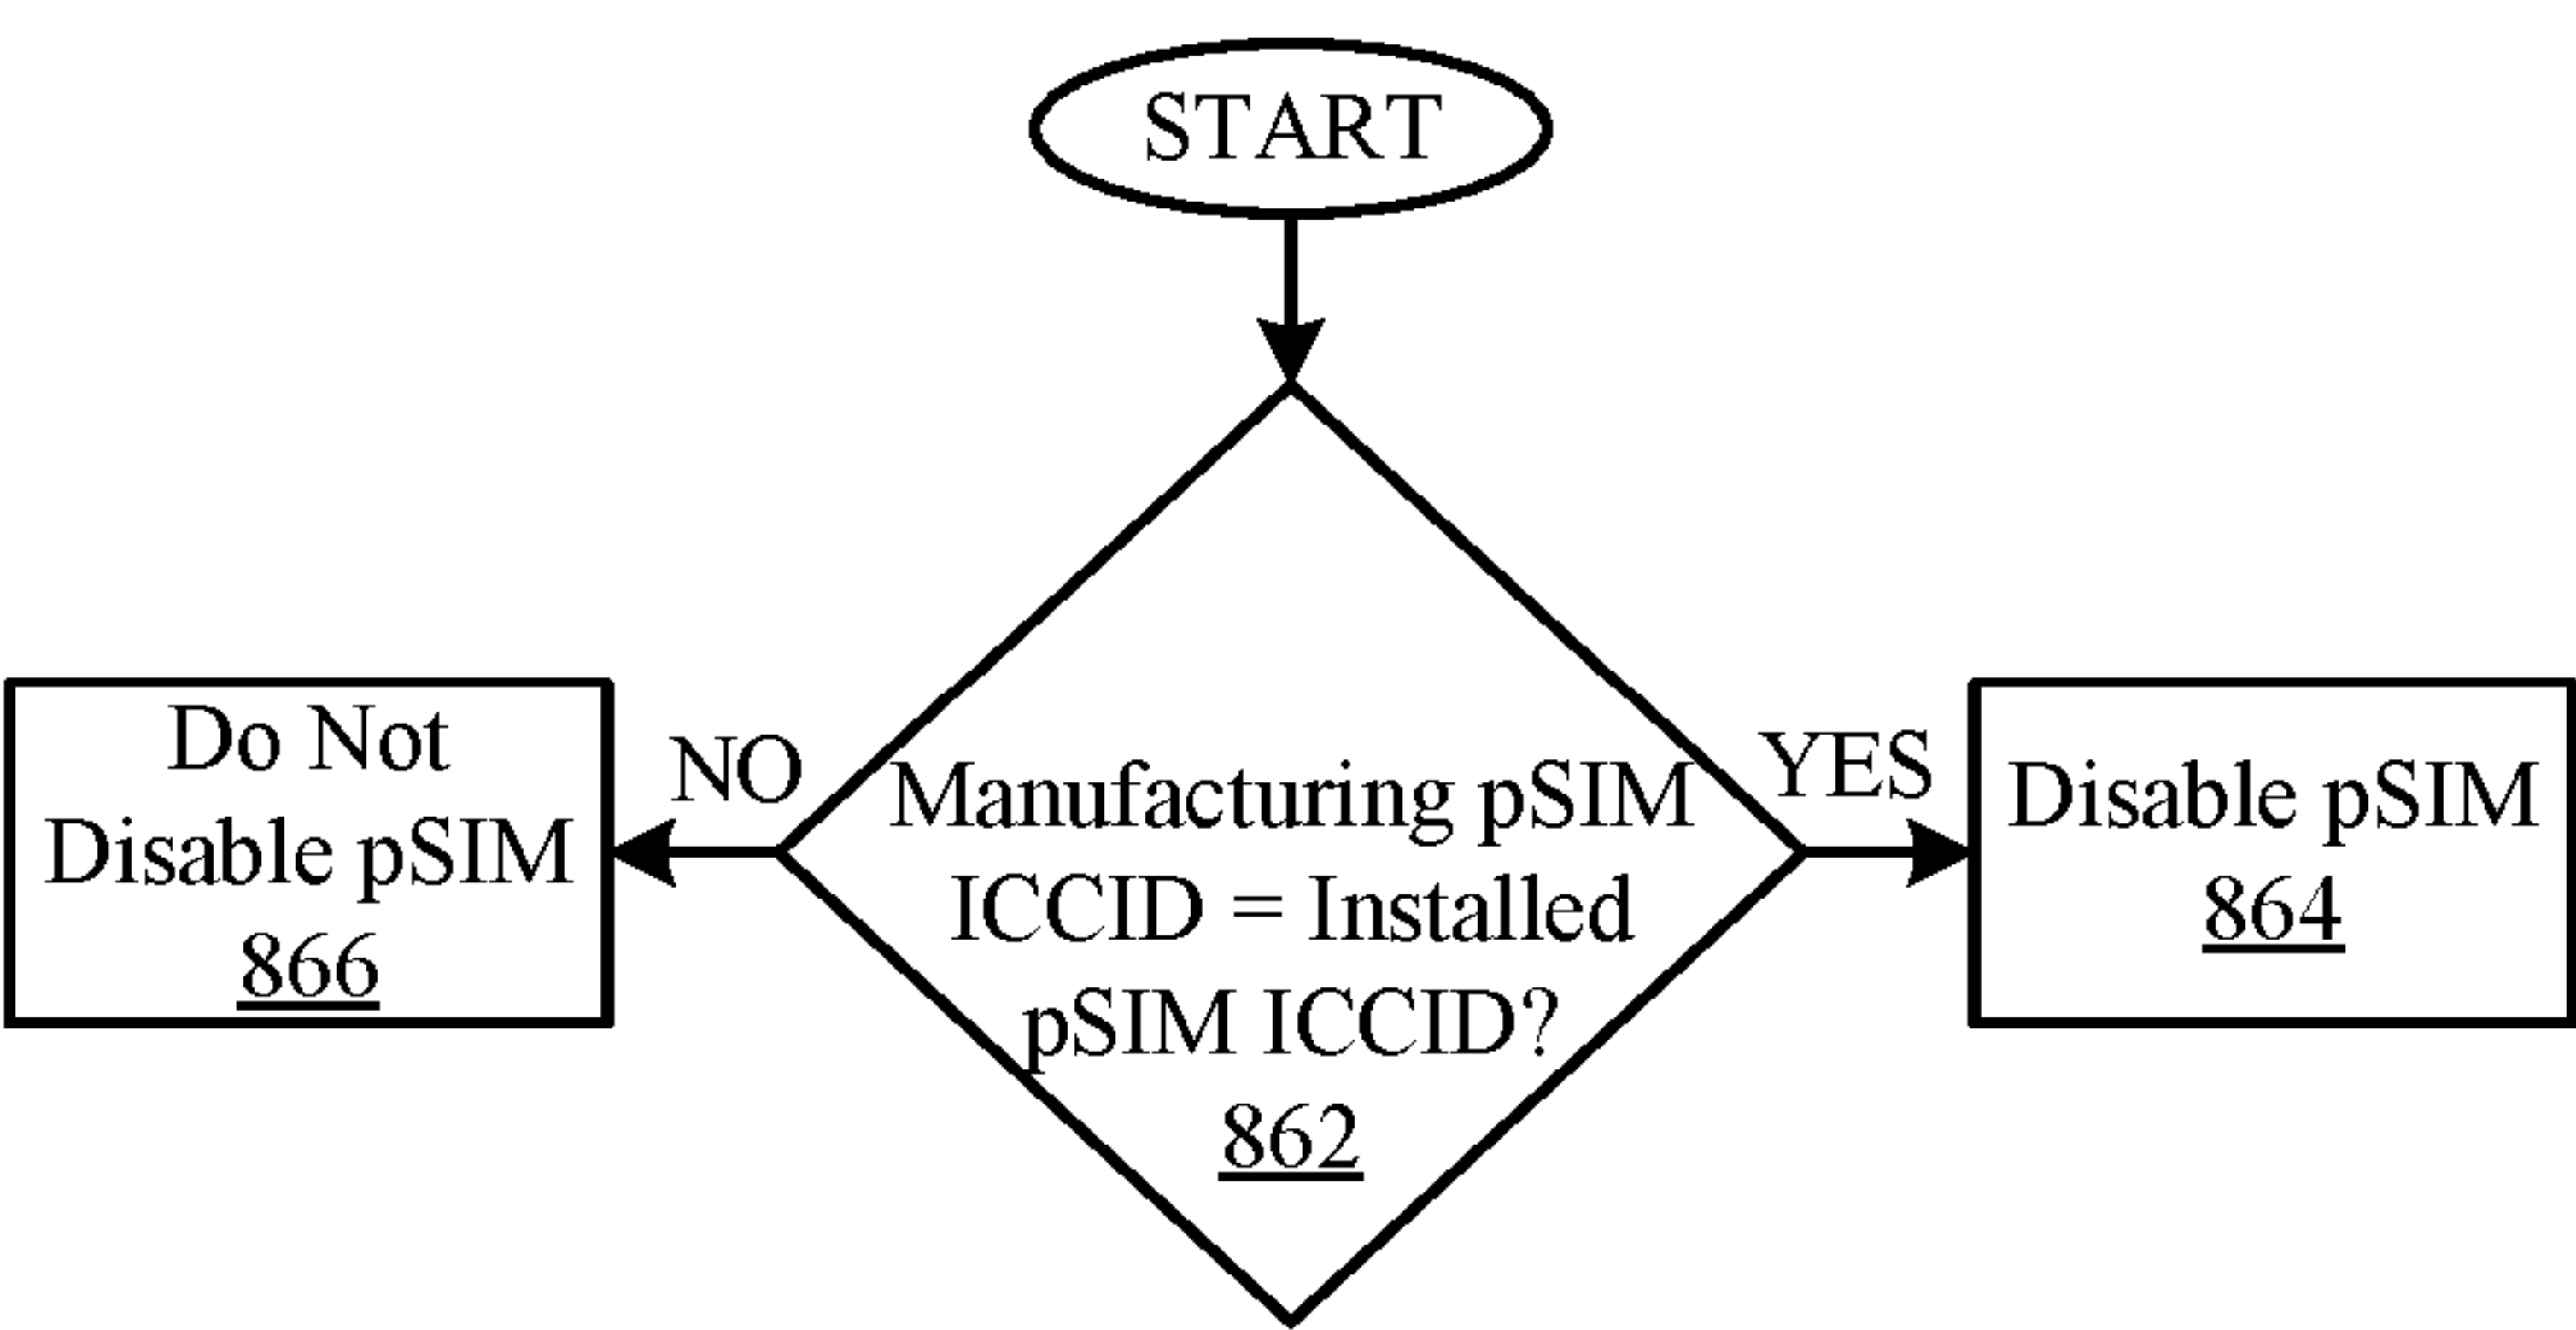 START
Do Not
Disable pSIM
866
NO
Manufacturing pSIM
ICCID = Installed
pSIM ICCID?
862
YES
Disable pSIM
864